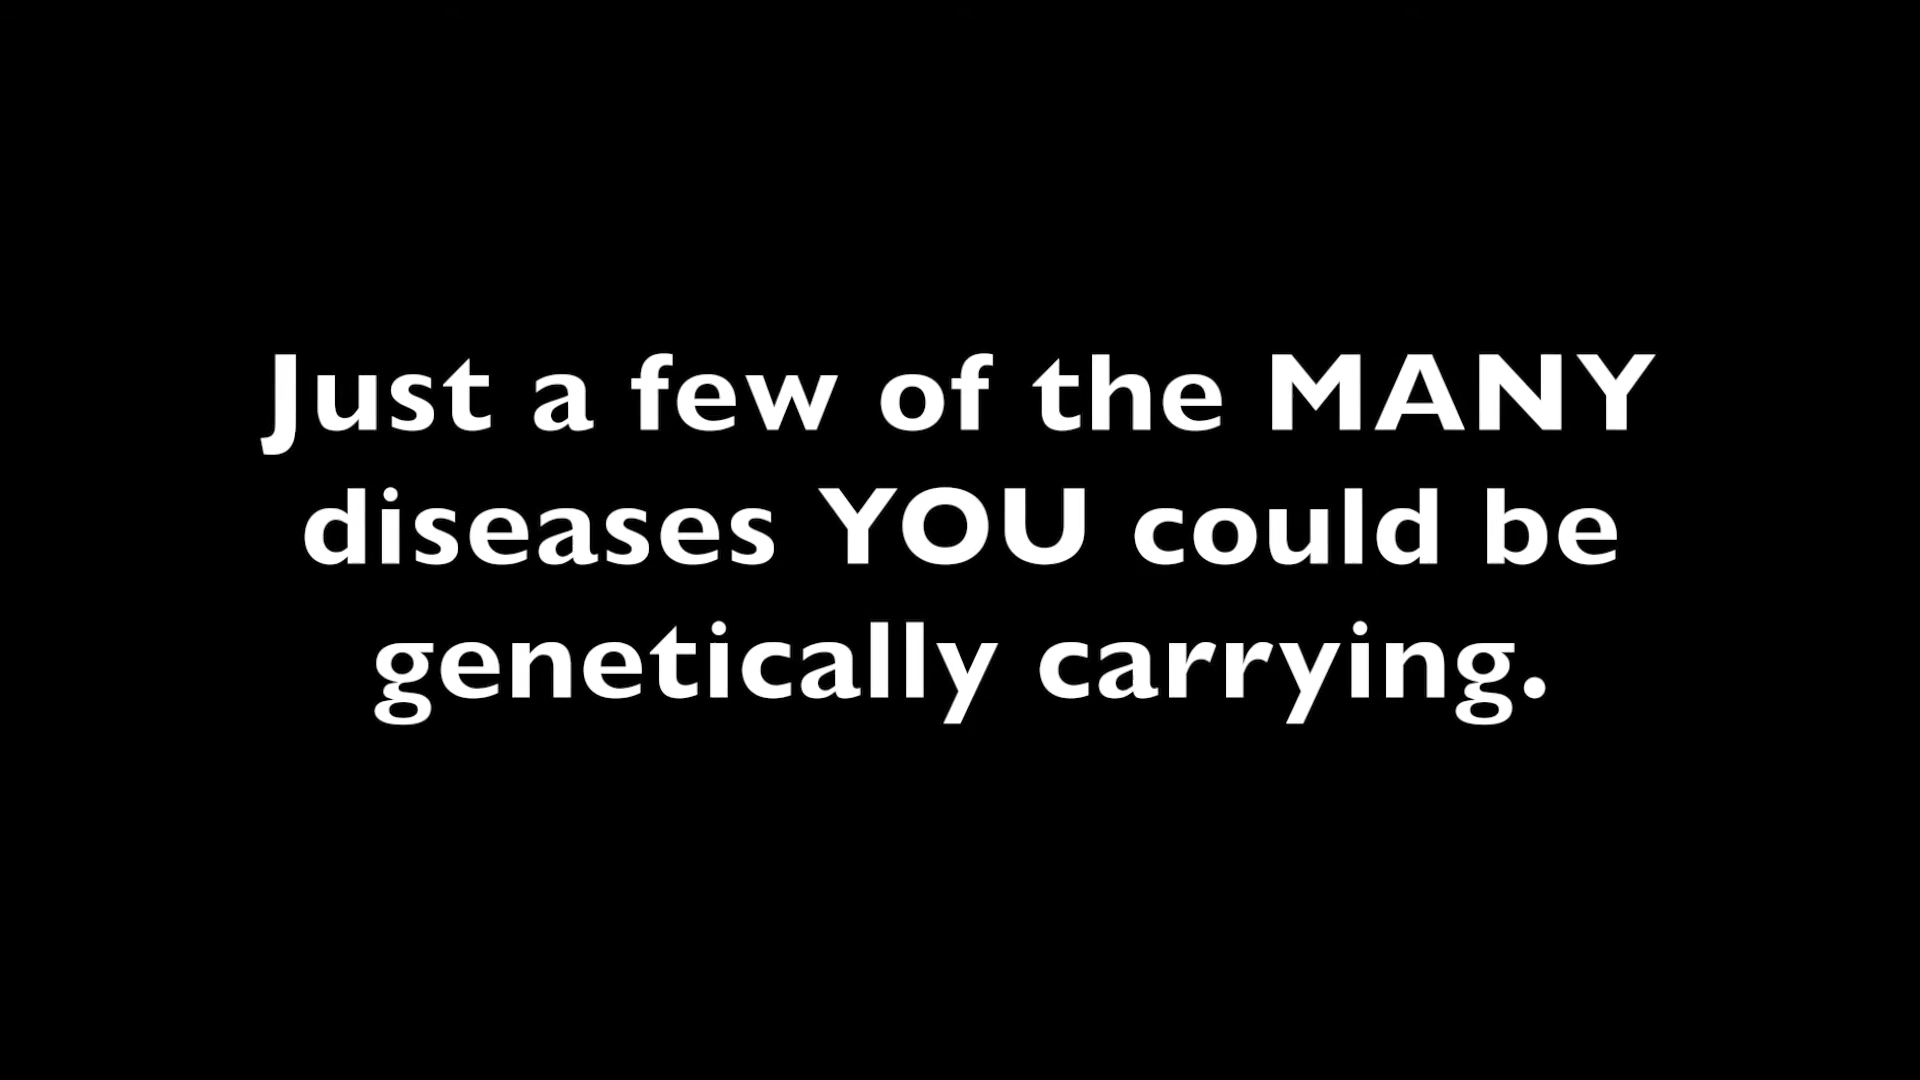 Just a few of the MANY
diseases YOU could be
genetically carrying.